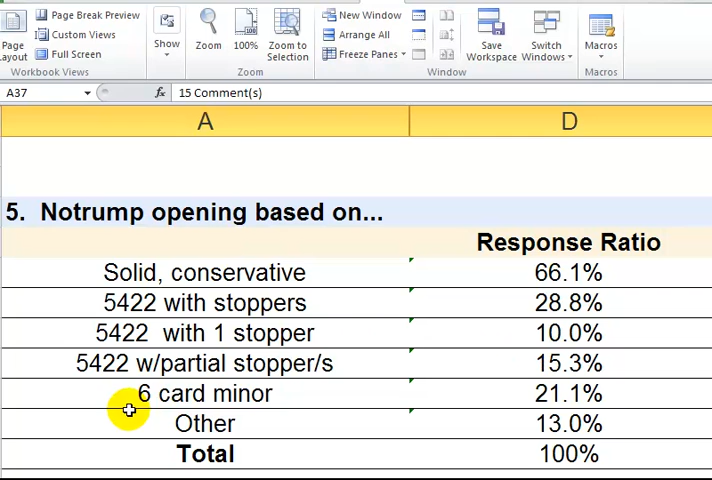 Page Break Preview
Custom Views
Full Screen
Page
Layout
Workbook Views
Show
Zoom
100%
Zoom to
Selection
Zoom
New Window
Arrange All
Freeze Panes
Save
Workspace
Switch
Windows
Window
Macros
Macros
A37
fx
15 Comment(s)
A
D
5. Notrump opening based on...
Response Ratio
Solid, conservative 66.1%
5422 with stoppers 28.8%
5422 with 1 stopper 10.0%
5422 w/partial stopper/s 15.3%
6 card minor 21.1%
Other 13.0%
Total 100%